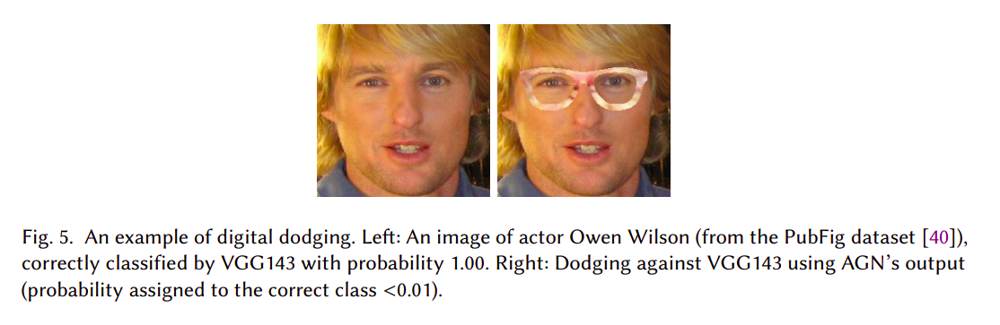 Fig. 5. An example of digital dodging. Left: An image of actor Owen Wilson (from the PubFig dataset [40]),
correctly classified by VGG143 with probability 1.00. Right: Dodging against VGG143 using AGN's output
(probability assigned to the correct class <0.01).